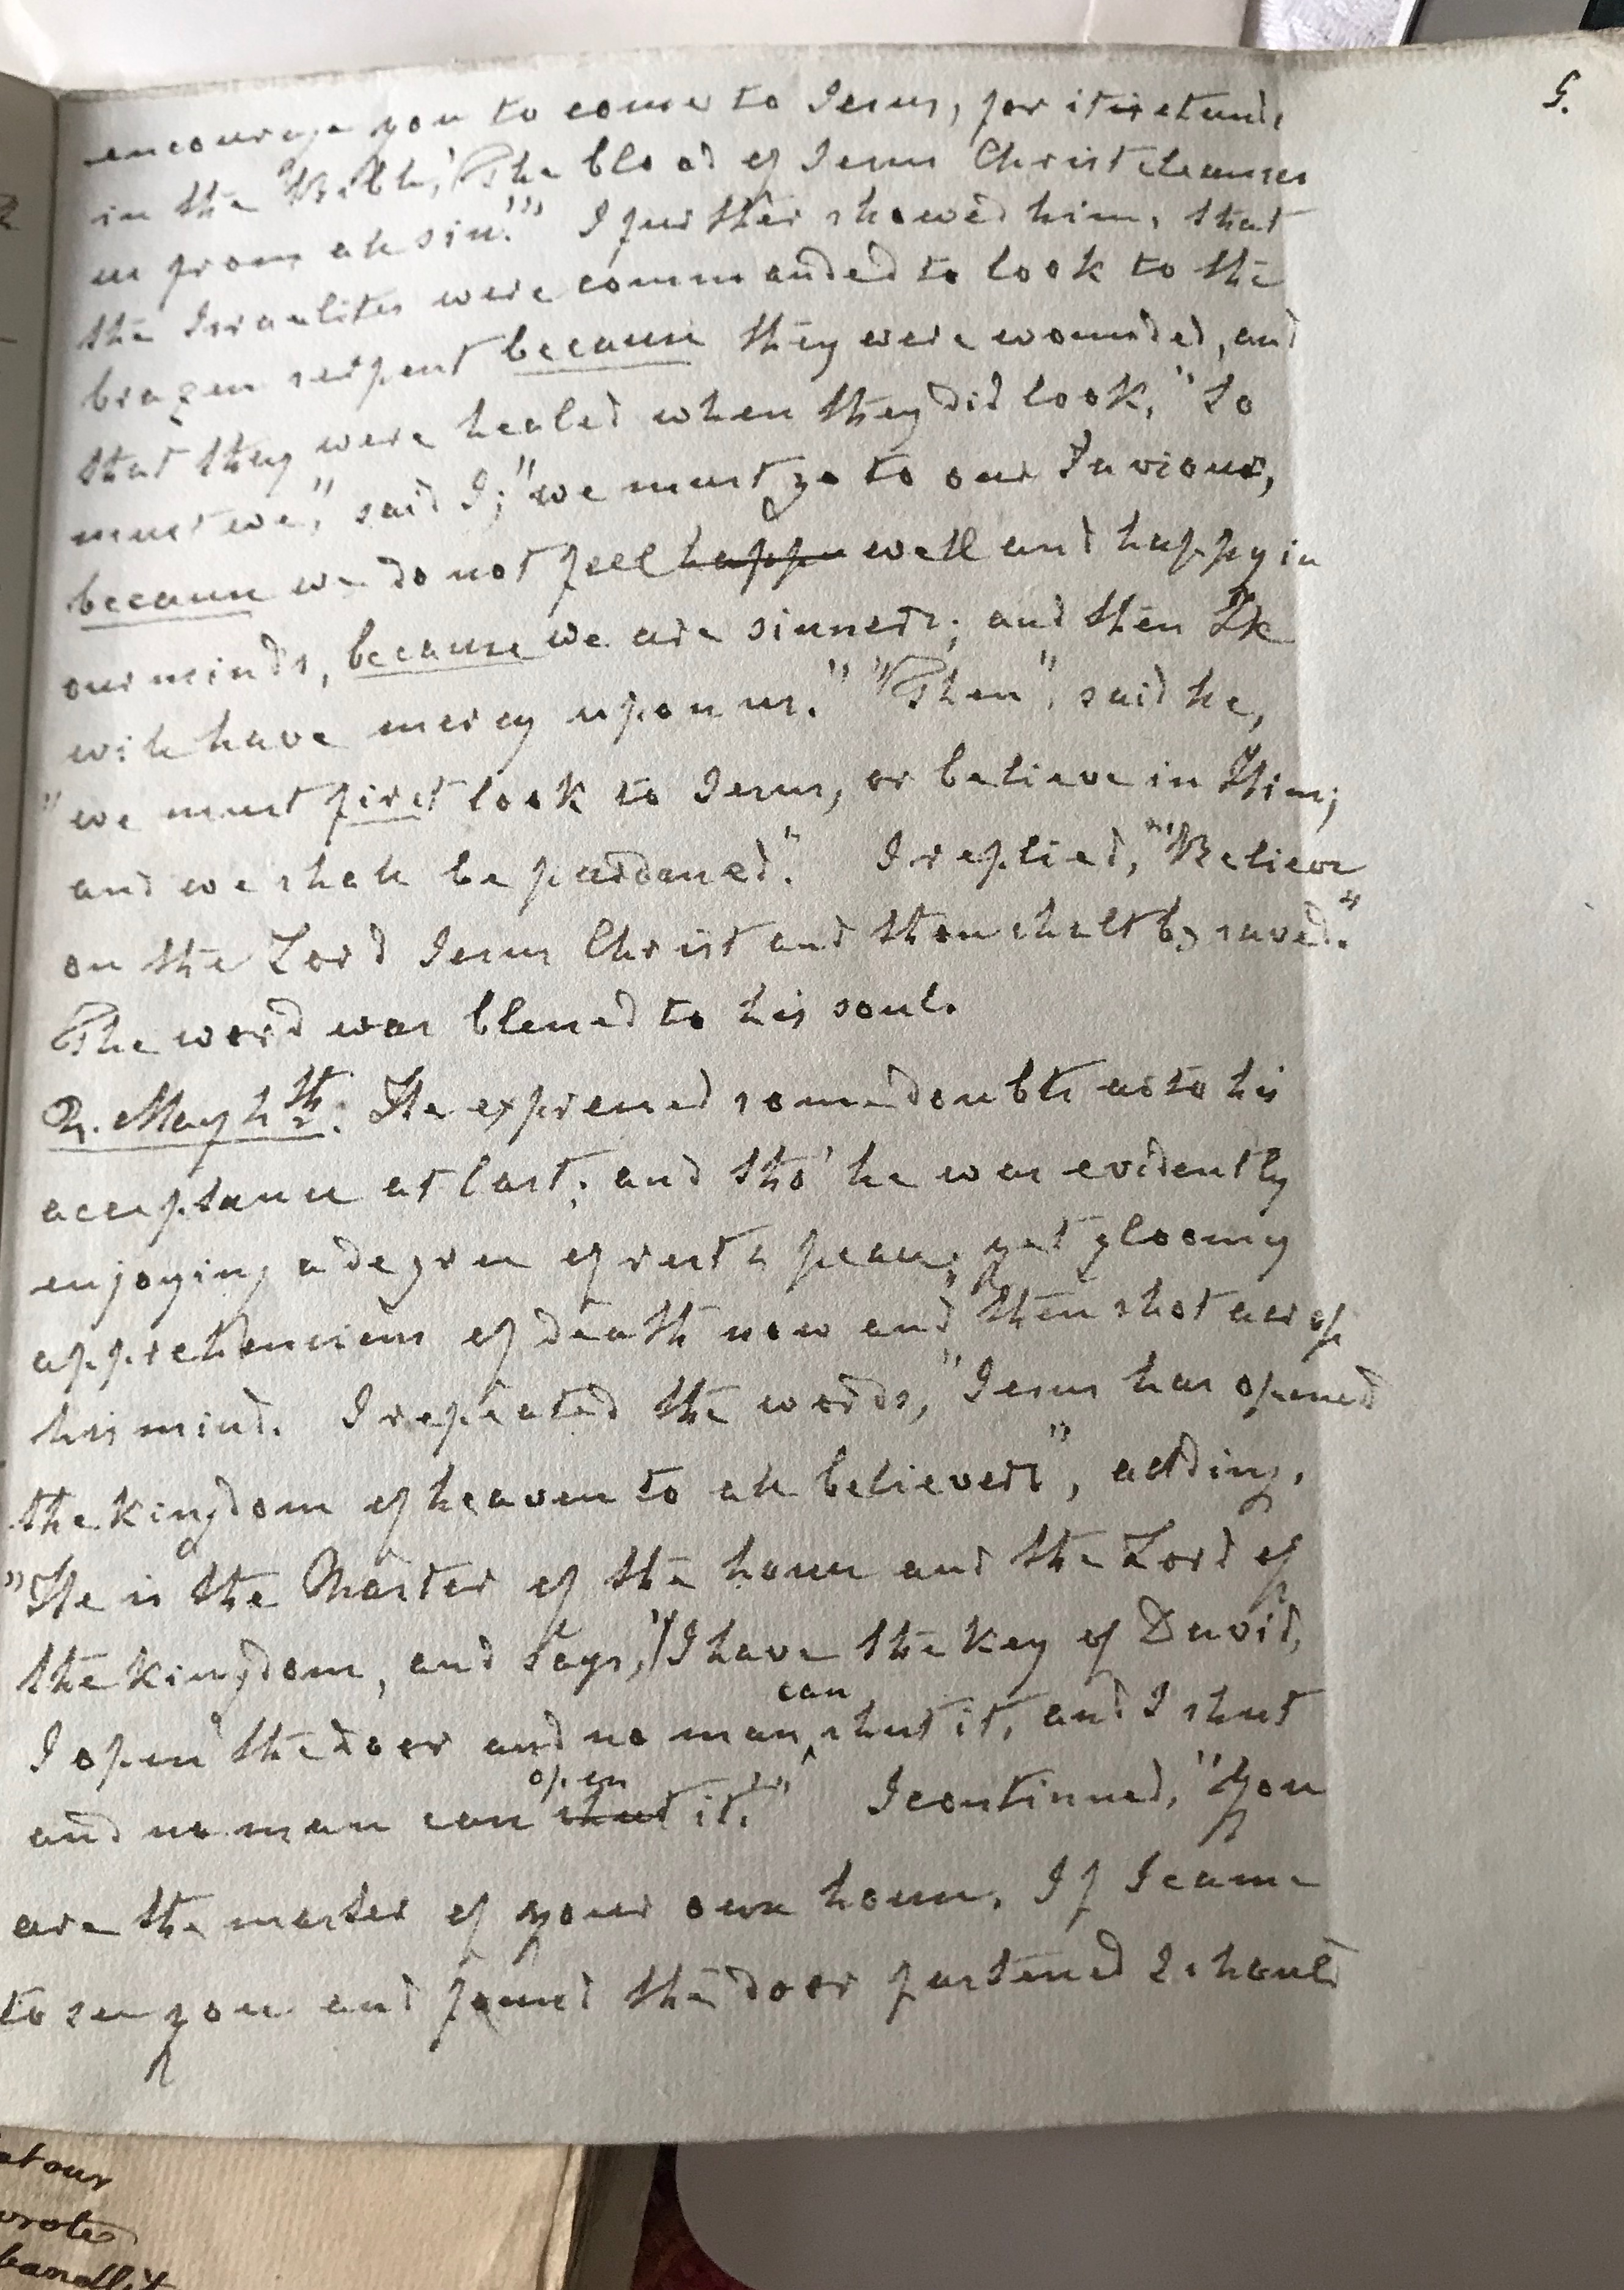 5.
encourage you to come to Jesus, for it stands
in the Bible, 'The blood of Jesus Christ cleanses
us from all sin.'" I further showed him, that
the Israelites were commanded to look to the
brazen serpent because they were wounded, and
that they were healed when they did look, "So
must we," said I; "we must go to our Saviour,
because we do not feel happy well and happy in
our minds, because we are sinners; and then He
will have mercy upon us." "Then", said he,
"we must first look to Jesus, or believe in Him;
and we shall be pardoned." I replied, "'Believe
on the Lord Jesus Christ and thou shalt be saved.'"
The word was blessed to his soul.
2. May h th: He expressed some doubts as to his
acceptance at last; and tho' he was evidently
enjoying a degree of rest & peace, yet gloomy
apprehensions of death now and then shot across
his mind. I repeated the words, "Jesus has opened
the kingdom of heaven to all believers", adding,
"He is the Master of the house and the Lord of
the kingdom, and says, 'I have the key of David,
I open the door and no man can shut it, and I shut
and no man can shut open it.'" I continued, "You
are the master of your own house. If I came
to see you and found the door fastened I should